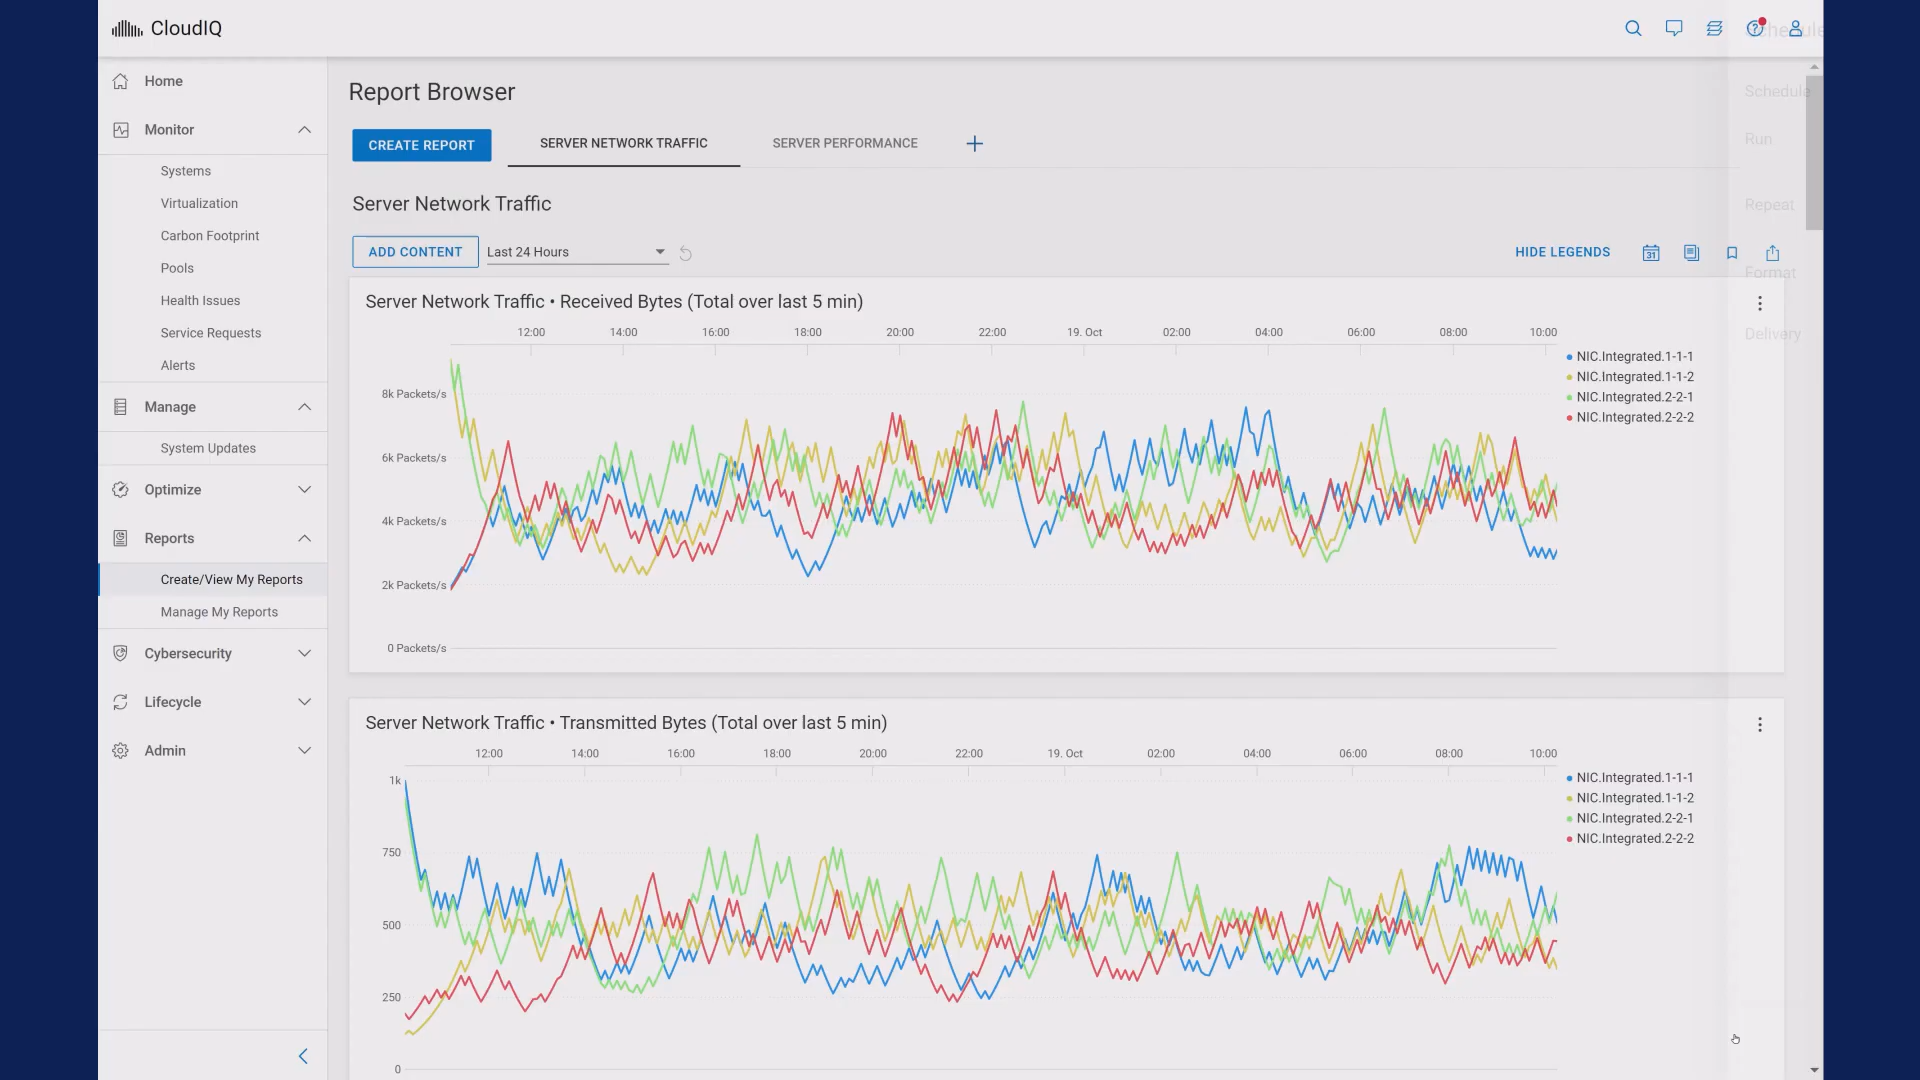 CloudIQ
Schedule
Home
Monitor
Systems
Virtualization
Carbon Footprint
Pools
Health Issues
Service Requests
Alerts
Manage
System Updates
Optimize
Reports
Create/View My Reports
Manage My Reports
Cybersecurity
Lifecycle
Admin
Report Browser
CREATE REPORT
SERVER NETWORK TRAFFIC
SERVER PERFORMANCE
Server Network Traffic
ADD CONTENT
Last 24 Hours
HIDE LEGENDS
31
Server Network Traffic • Received Bytes (Total over last 5 min)
12:00 14:00 16:00 18:00 20:00 22:00 19. Oct 02:00 04:00 06:00 08:00 10:00
8k Packets/s
6k Packets/s
4k Packets/s
2k Packets/s
0 Packets/s
NIC.Integrated.1-1-1
NIC.Integrated.1-1-2
NIC.Integrated.2-2-1
NIC.Integrated.2-2-2
Server Network Traffic • Transmitted Bytes (Total over last 5 min)
12:00 14:00 16:00 18:00 20:00 22:00 19. Oct 02:00 04:00 06:00 08:00 10:00
1k
750
500
250
0
NIC.Integrated.1-1-1
NIC.Integrated.1-1-2
NIC.Integrated.2-2-1
NIC.Integrated.2-2-2
Schedule
Run
Repeat
Format
Delivery